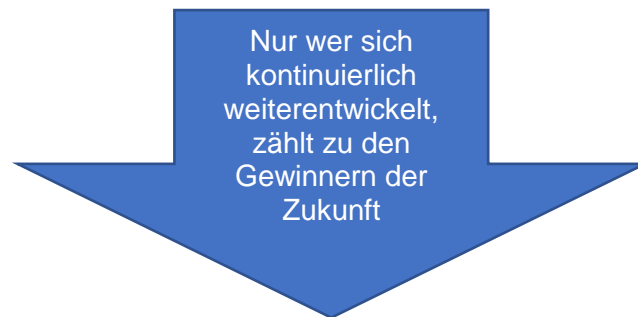 Nur wer sich
kontinuierlich
weiterentwickelt,
zählt zu den
Gewinnern der
Zukunft